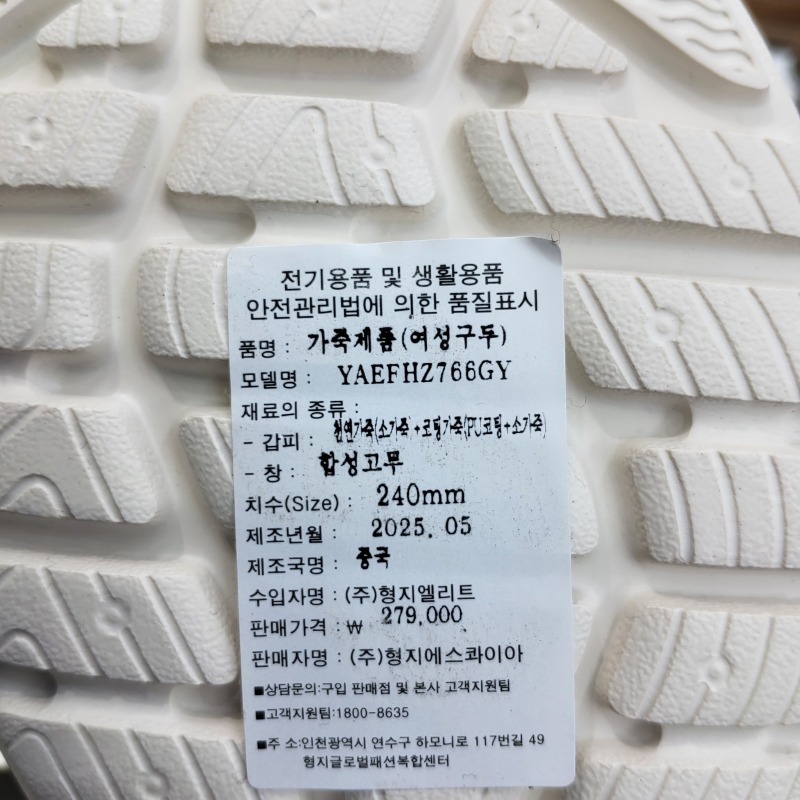 전기용품 및 생활용품
안전관리법에 의한 품질표시
품명 : 가죽제품(여성구두)
모델명 : YAEFHZ766GY
재료의 종류 :
- 갑피 : 천연가죽(소가죽)+코팅가죽(PU코팅+소가죽)
- 창 : 합성고무
치수(Size) : 240mm
제조년월 : 2025. 05
제조국명 : 중국
수입자명 : (주)형지엘리트
판매가격 : ₩ 279,000
판매자명 : (주)형지에스콰이아
■상담문의:구입 판매점 및 본사 고객지원팀
■고객지원팀:1800-8635
■주 소:인천광역시 연수구 하모니로 117번길 49
형지글로벌패션복합센터